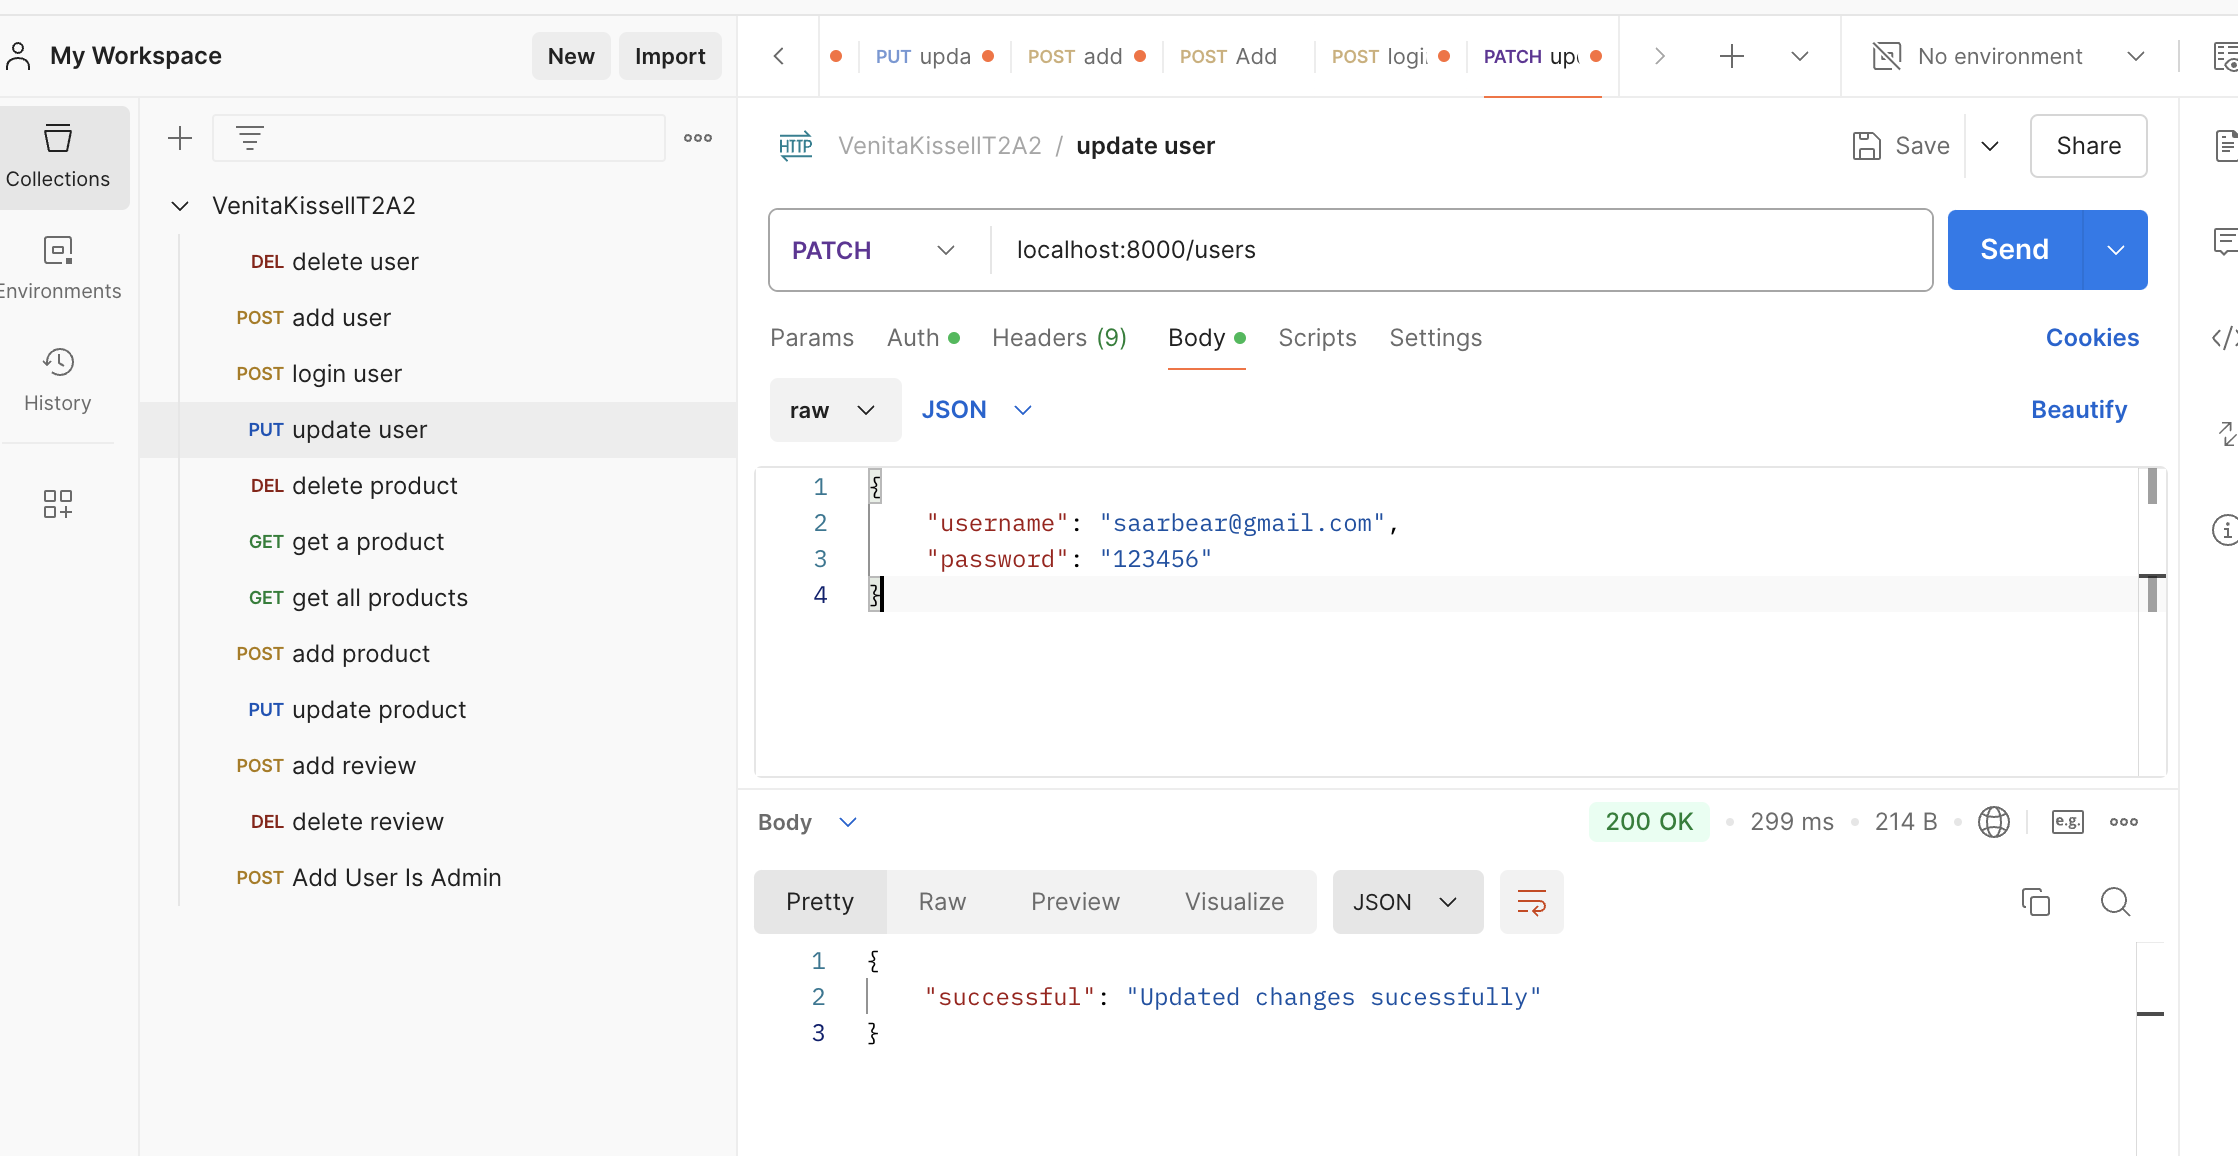 My Workspace
New
Import
PUT upda
POST add
POST Add
POST logi
PATCH up
No environment
Collections
Environments
History
VenitaKissellT2A2
DEL delete user
POST add user
POST login user
PUT update user
DEL delete product
GET get a product
GET get all products
POST add product
PUT update product
POST add review
DEL delete review
POST Add User Is Admin
HTTP VenitaKissellT2A2 / update user
Save
Share
PATCH
localhost:8000/users
Send
Params Auth Headers (9) Body Scripts Settings
Cookies
raw
JSON
Beautify
1 {
2 "username": "saarbear@gmail.com",
3 "password": "123456"
4 }
Body
200 OK • 299 ms • 214 B
e.g.
Pretty Raw Preview Visualize
JSON
1 {
2 "successful": "Updated changes sucessfully"
3 }